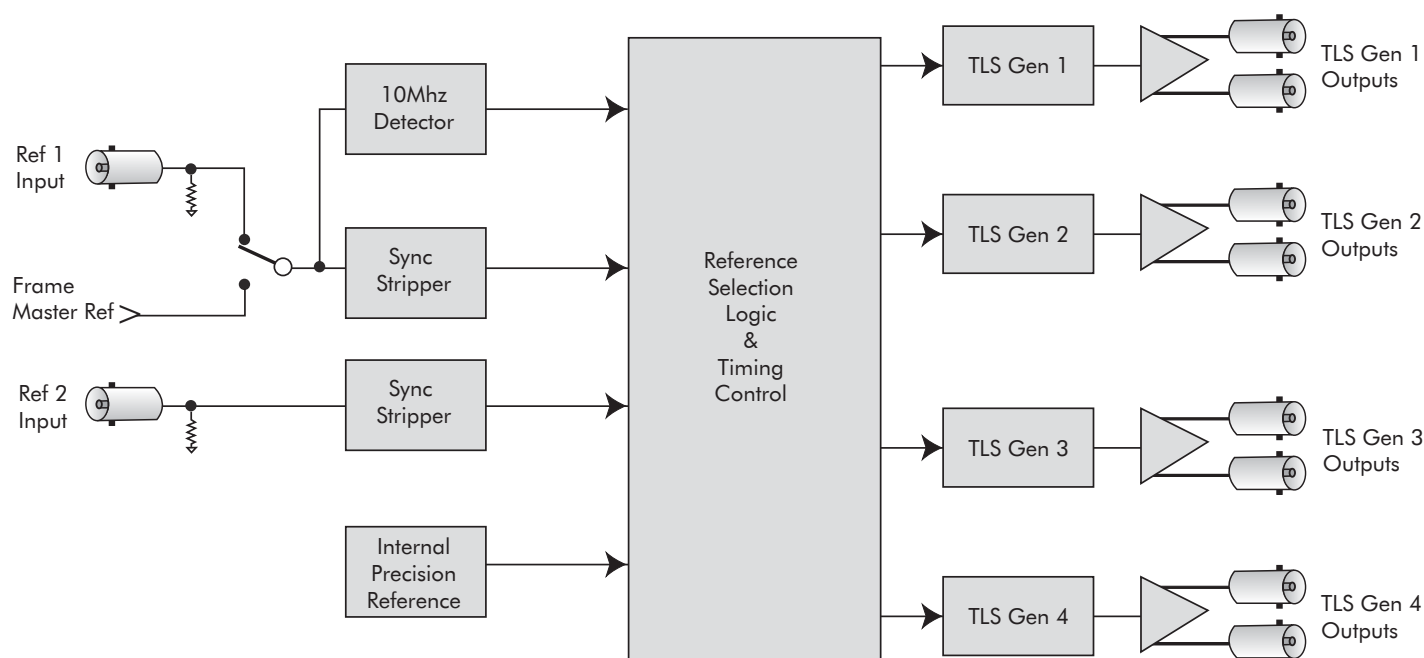 10Mhz
Detector
Ref 1
Input
Sync
Stripper
Frame
Master Ref
Ref 2
Input
Sync
Stripper
Internal
Precision
Reference
Reference
Selection
Logic
&
Timing
Control
TLS Gen 1
TLS Gen 1
Outputs
TLS Gen 2
TLS Gen 2
Outputs
TLS Gen 3
TLS Gen 3
Outputs
TLS Gen 4
TLS Gen 4
Outputs